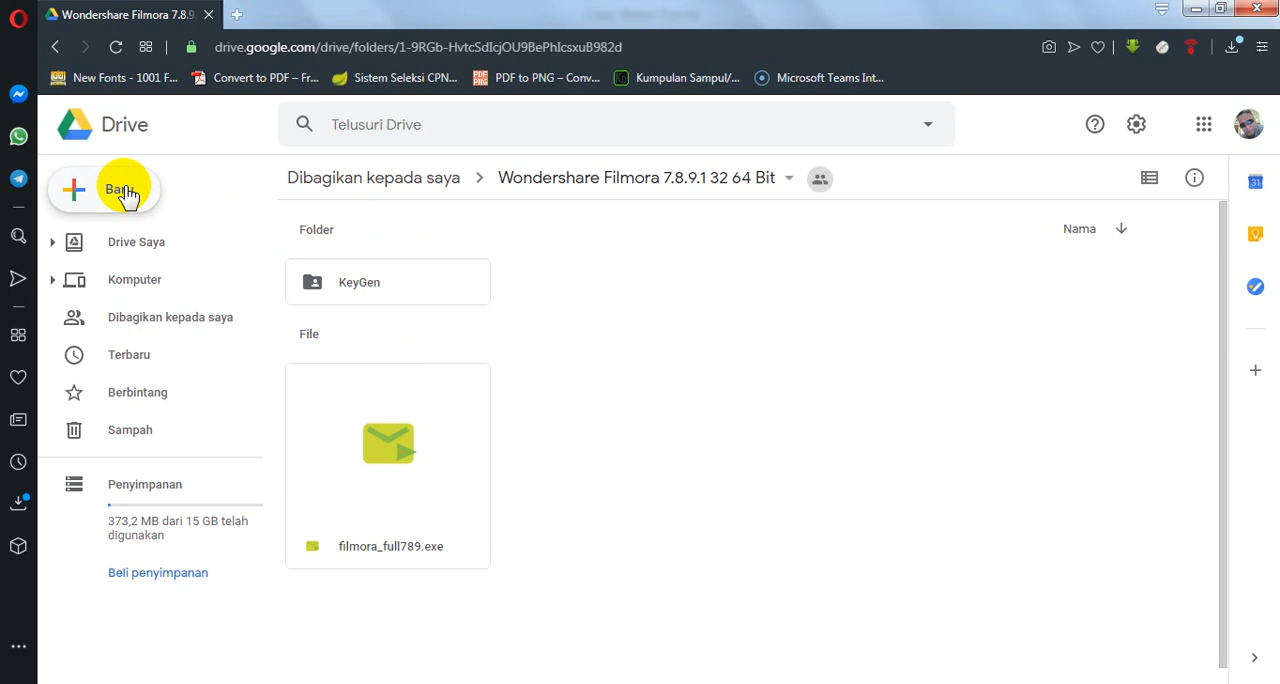 Wondershare Filmora 7.8.9
drive.google.com/drive/folders/1-9RGb-HvtcSdIcjOU9BePhIcsxuB982d
New Fonts - 1001 F...
Convert to PDF – Fr...
Sistem Seleksi CPN...
PDF to PNG – Conv...
Kumpulan Sampul/...
Microsoft Teams Int...
Drive
Telusuri Drive
Baru
Dibagikan kepada saya
Wondershare Filmora 7.8.9.1 32 64 Bit
Drive Saya
Komputer
Dibagikan kepada saya
Terbaru
Berbintang
Sampah
Penyimpanan
373,2 MB dari 15 GB telah
digunakan
Beli penyimpanan
Folder
Nama
KeyGen
File
filmora_full789.exe
31